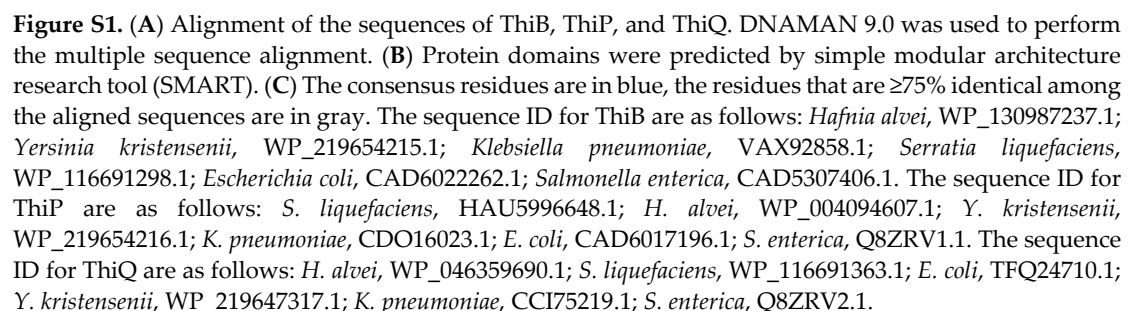 Figure S1. (A) Alignment of the sequences of ThiB, ThiP, and ThiQ. DNAMAN 9.0 was used to perform
the multiple sequence alignment. (B) Protein domains were predicted by simple modular architecture
research tool (SMART). (C) The consensus residues are in blue, the residues that are ≥75% identical among
the aligned sequences are in gray. The sequence ID for ThiB are as follows: Hafnia alvei, WP_130987237.1;
Yersinia kristensenii, WP_219654215.1; Klebsiella pneumoniae, VAX92858.1; Serratia liquefaciens,
WP_116691298.1; Escherichia coli, CAD6022262.1; Salmonella enterica, CAD5307406.1. The sequence ID for
ThiP are as follows: S. liquefaciens, HAU5996648.1; H. alvei, WP_004094607.1; Y. kristensenii,
WP_219654216.1; K. pneumoniae, CDO16023.1; E. coli, CAD6017196.1; S. enterica, Q8ZRV1.1. The sequence
ID for ThiQ are as follows: H. alvei, WP_046359690.1; S. liquefaciens, WP_116691363.1; E. coli, TFQ24710.1;
Y. kristensenii, WP_219647317.1; K. pneumoniae, CCI75219.1; S. enterica, Q8ZRV2.1.